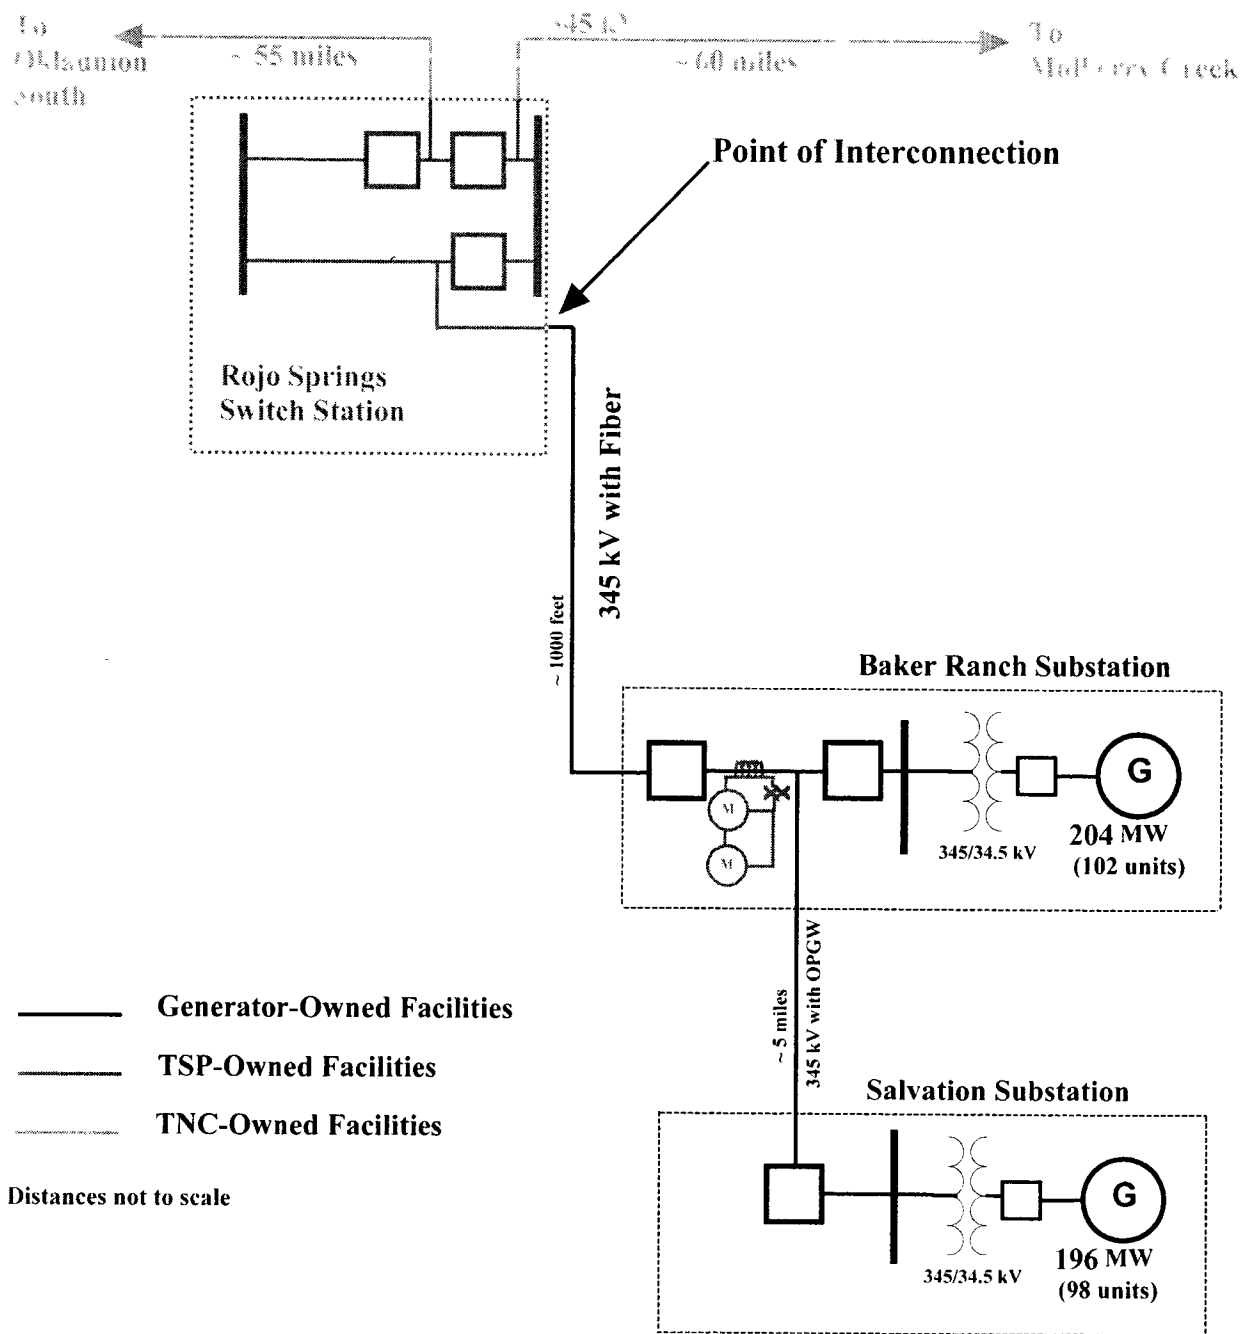 To
To
345 kV
~ 55 miles
~ 60 miles
South
Point of Interconnection
Rojo Springs
Switch Station
345 kV with Fiber
~ 1000 feet
Baker Ranch Substation
M
M
G
345/34.5 kV
204 MW
(102 units)
~ 5 miles
345 kV with OPGW
Generator-Owned Facilities
TSP-Owned Facilities
TNC-Owned Facilities
Distances not to scale
Salvation Substation
G
345/34.5 kV
196 MW
(98 units)